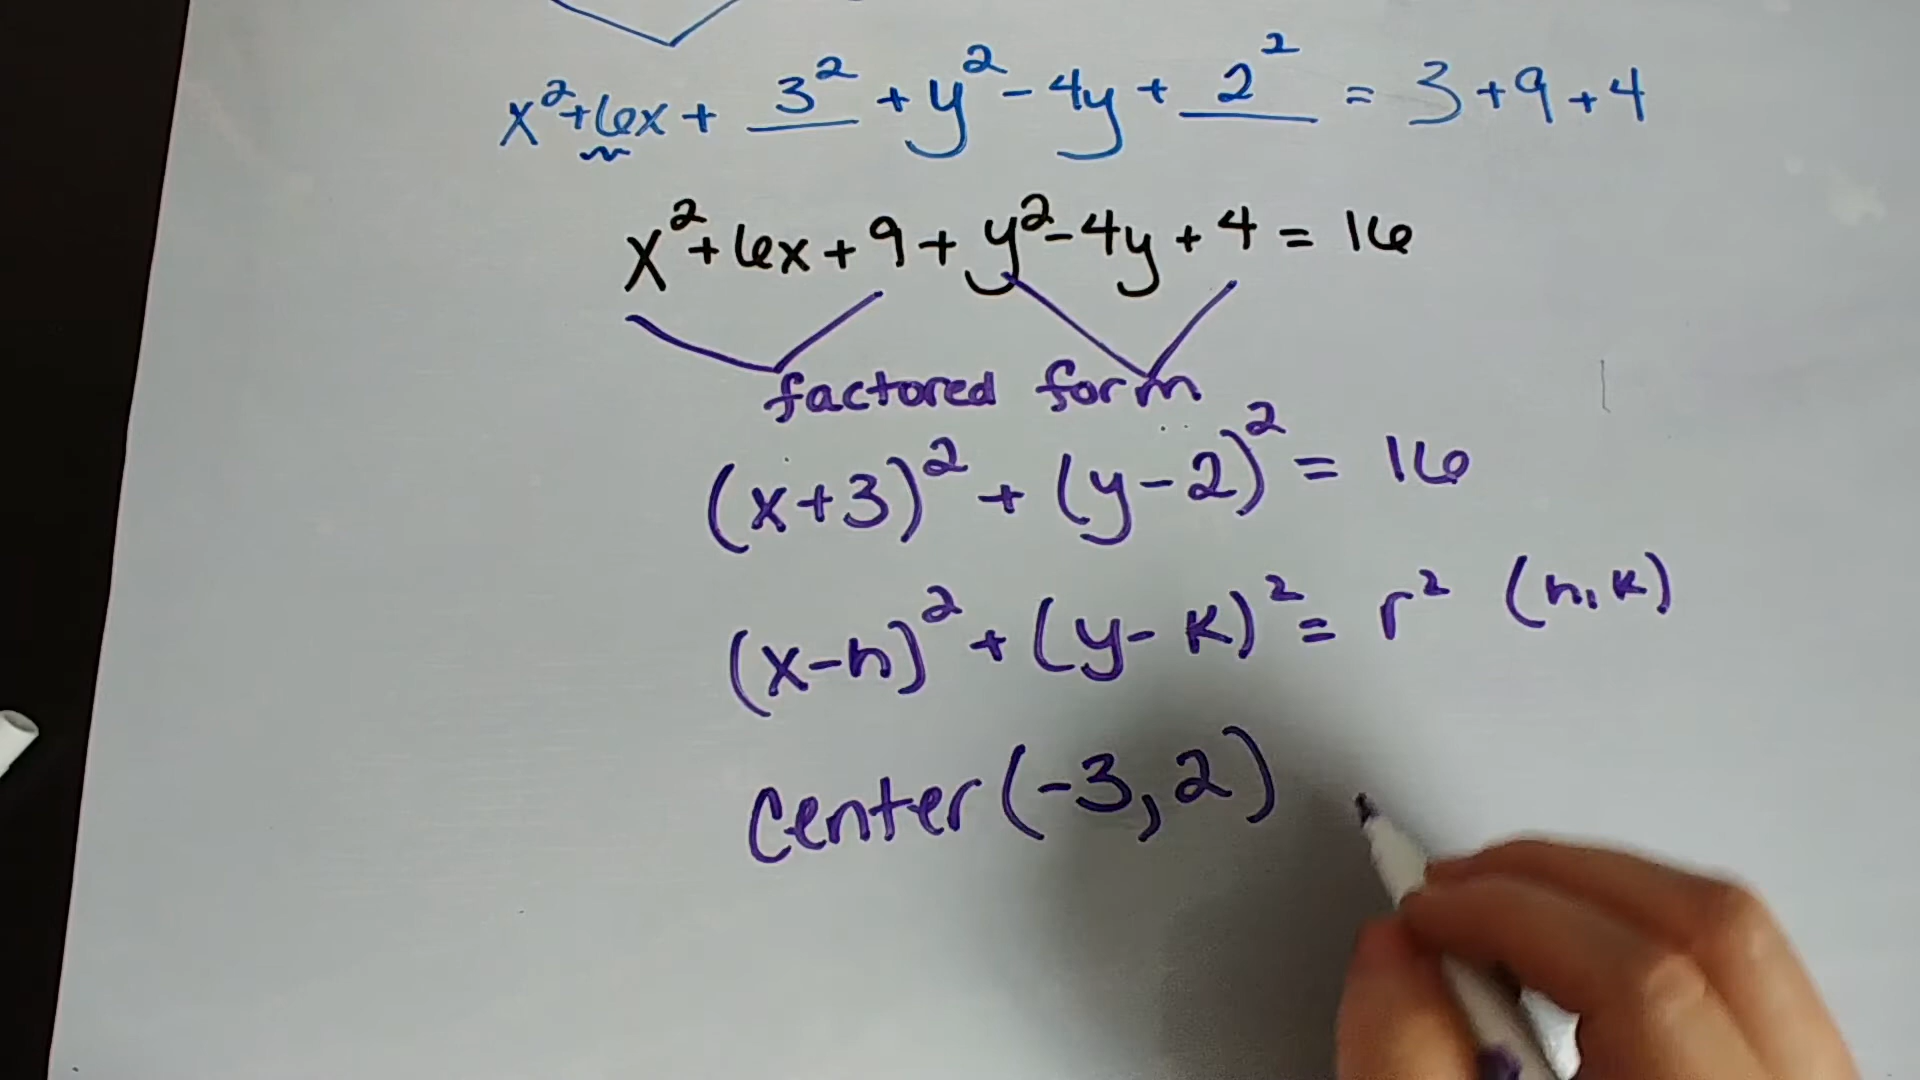 x²+6x+ 3² +y²-4y+ 2² = 3+9+4
x²+6x+9+y²-4y+4=16
factored form
(x+3)²+(y-2)²=16
(x-h)²+(y-k)²=r² (h,k)
Center(-3,2)